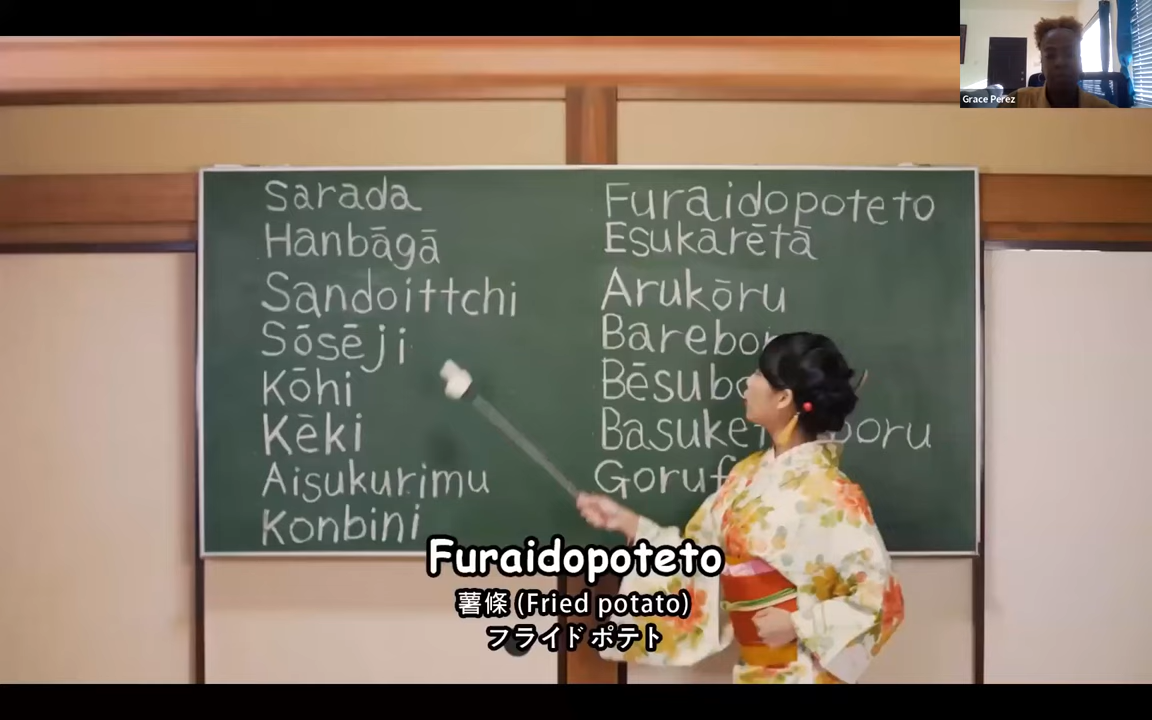 Grace Perez
Sarada
Hanbāgā
Sandoittchi
Sōsēji
Kōhi
Kēki
Aisukurimu
Konbini
Furaidopoteto
Esukarētā
Arukōru
Furaidopoteto
薯條 (Fried potato)
フライドポテト